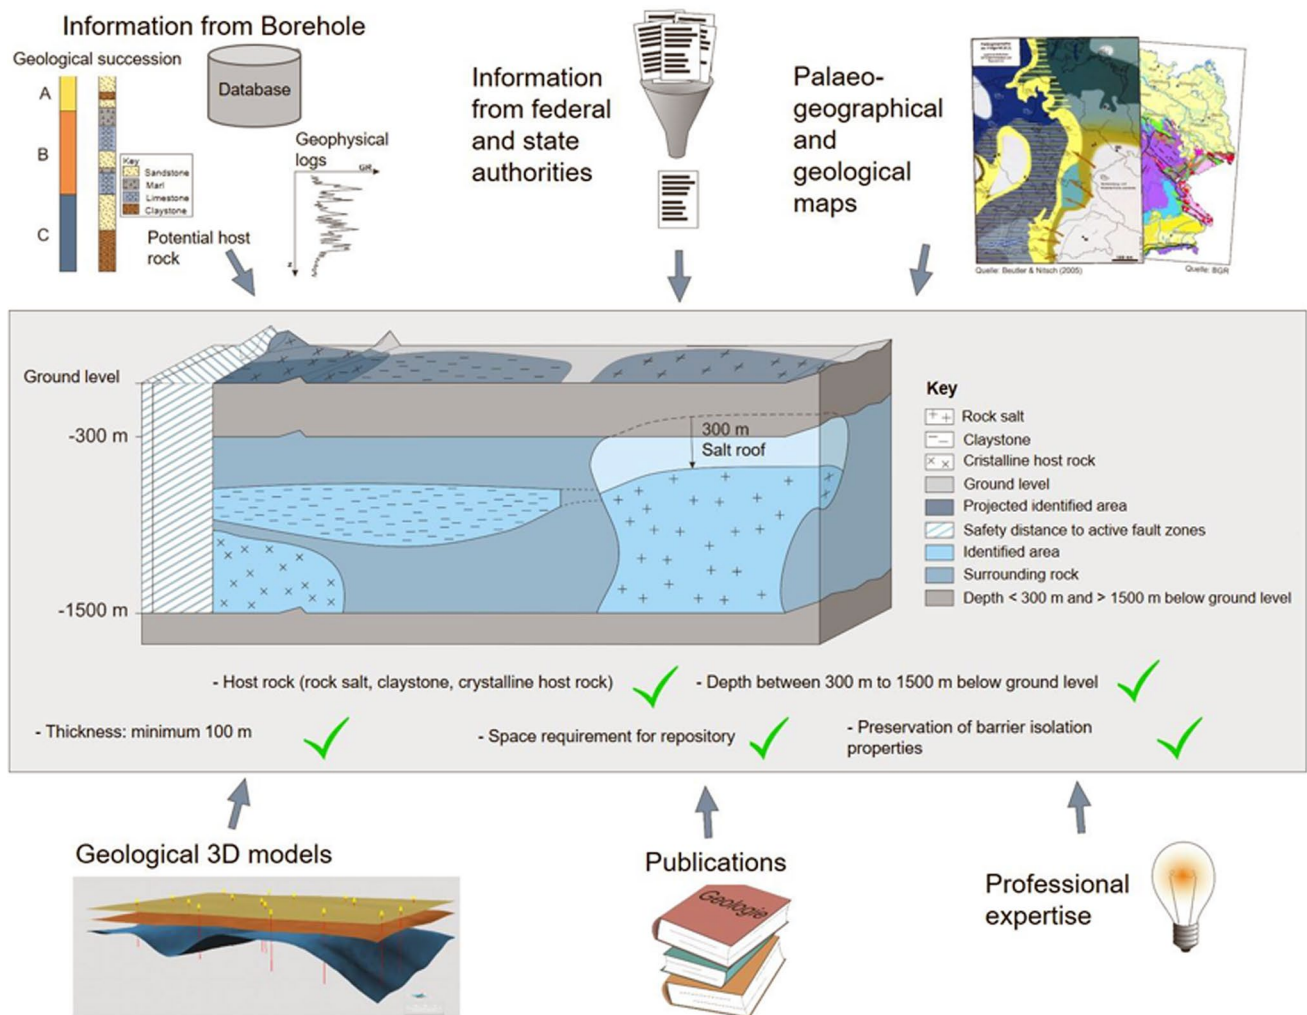 Information from Borehole
Geological succession
A
B
C
Key
Sandstone
Marl
Limestone
Claystone
Database
Geophysical
logs
GR
z
Potential host
rock
Information
from federal
and state
authorities
Palaeo-
geographical
and
geological
maps
Quelle: Beutler & Nitsch (2005)
Quelle: BGR
Ground level
-300 m
-1500 m
300 m
Salt roof
Key
Rock salt
Claystone
Cristalline host rock
Ground level
Projected identified area
Safety distance to active fault zones
Identified area
Surrounding rock
Depth < 300 m and > 1500 m below ground level
- Host rock (rock salt, claystone, crystalline host rock)
- Depth between 300 m to 1500 m below ground level
- Thickness: minimum 100 m
- Space requirement for repository
- Preservation of barrier isolation
properties
Geological 3D models
Publications
Geologie
Professional
expertise